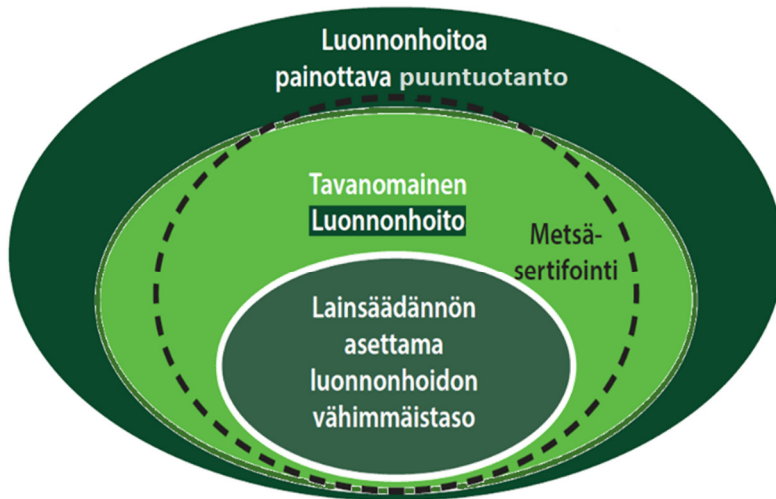 Luonnonhoitoa
painottava puuntuotanto
Tavanomainen
Luonnonhoito
Metsä-
sertifointi
Lainsäädännön
asettama
luonnonhoidon
vähimmäistaso